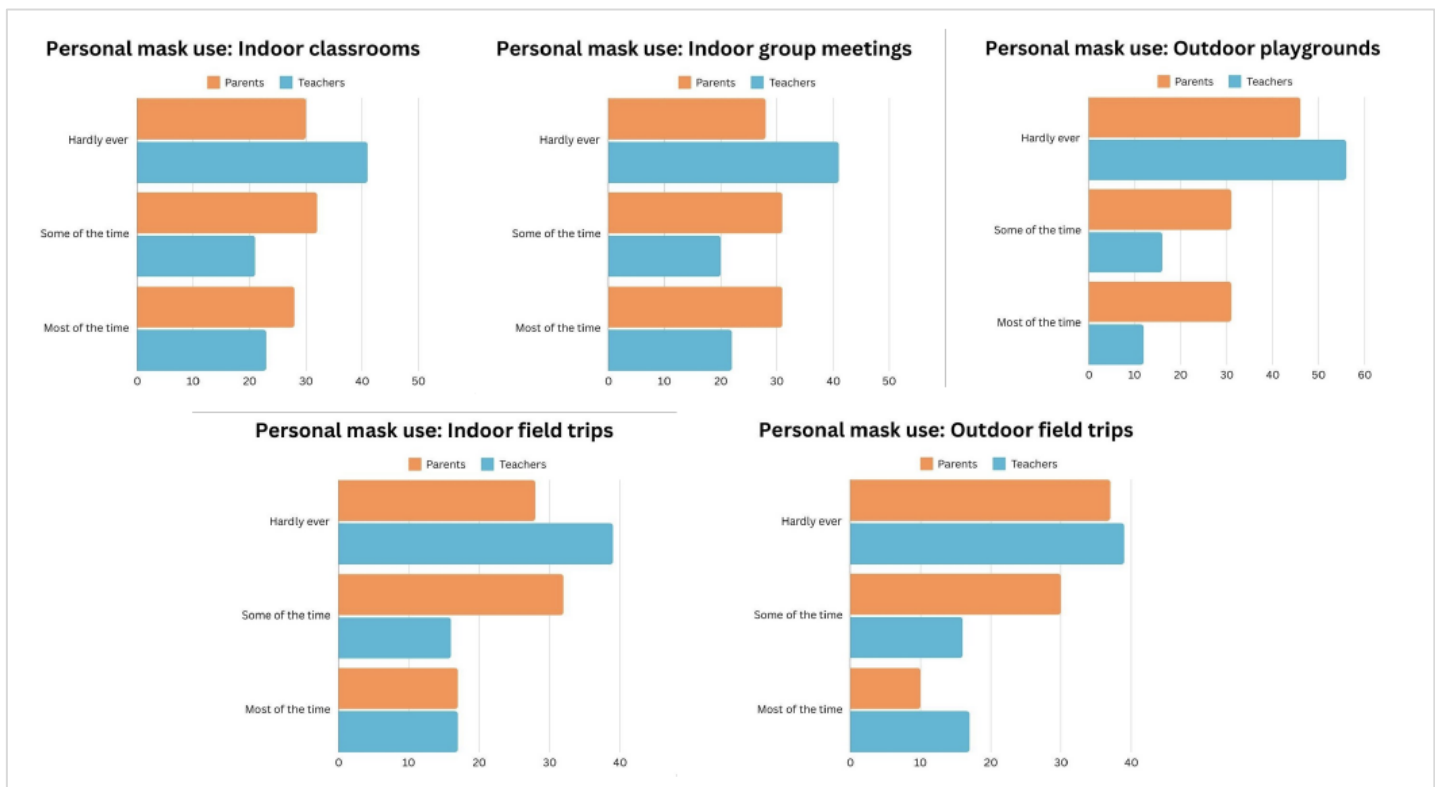 Personal mask use: Indoor classrooms
Parents Teachers
Hardly ever
Some of the time
Most of the time
0 10 20 30 40 50
Personal mask use: Indoor group meetings
Parents Teachers
Hardly ever
Some of the time
Most of the time
0 10 20 30 40 50
Personal mask use: Outdoor playgrounds
Parents Teachers
Hardly ever
Some of the time
Most of the time
0 10 20 30 40 50 60
Personal mask use: Indoor field trips
Parents Teachers
Hardly ever
Some of the time
Most of the time
0 10 20 30 40
Personal mask use: Outdoor field trips
Parents Teachers
Hardly ever
Some of the time
Most of the time
0 10 20 30 40